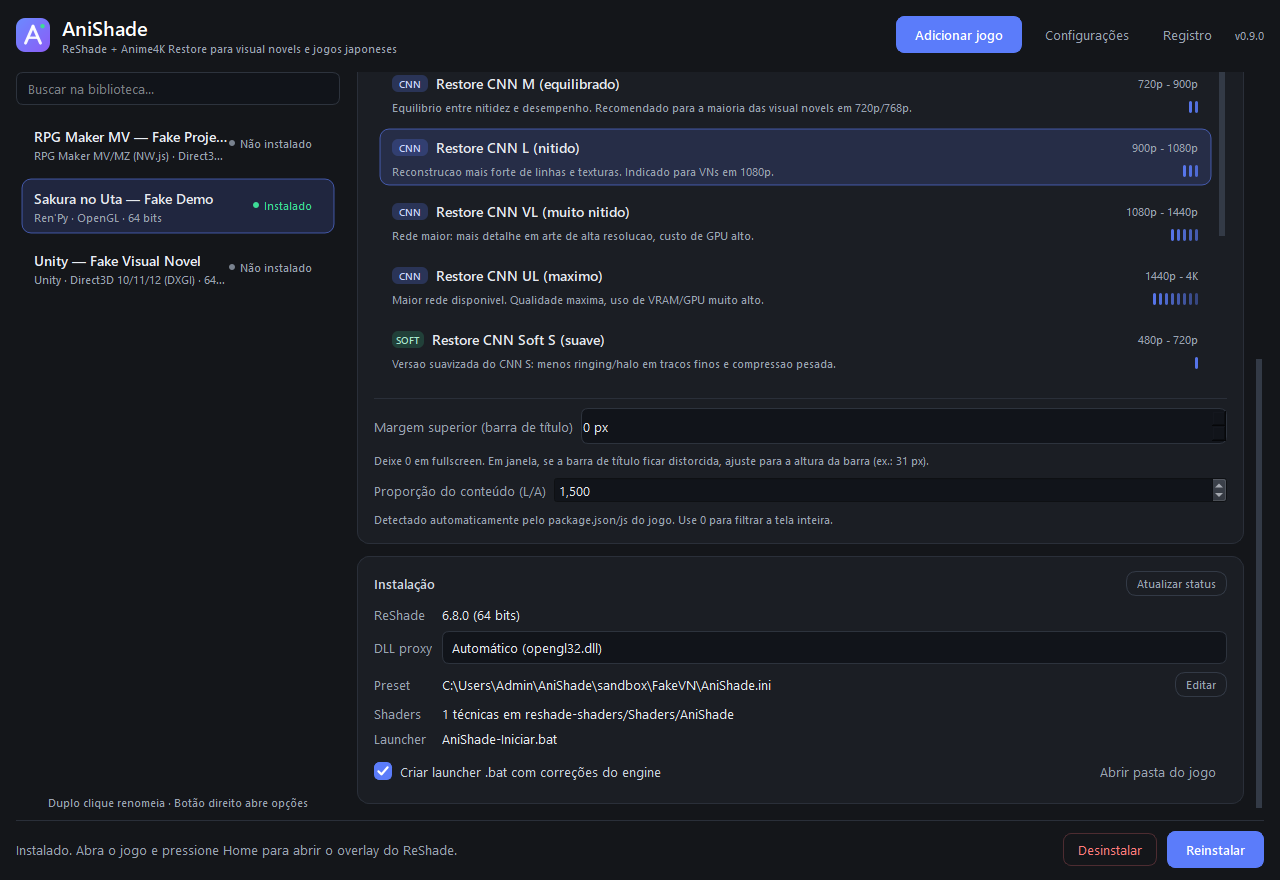 AniShade
ReShade + Anime4K Restore para visual novels e jogos japoneses
Adicionar jogo
Configurações
Registro
v0.9.0
Buscar na biblioteca...
RPG Maker MV — Fake Proje...
Não instalado
RPG Maker MV/MZ (NW.js) · Direct3...
Sakura no Uta — Fake Demo
Instalado
Ren'Py · OpenGL · 64 bits
Unity — Fake Visual Novel
Não instalado
Unity · Direct3D 10/11/12 (DXGI) · 64...
Duplo clique renomeia · Botão direito abre opções
CNN Restore CNN M (equilibrado) 720p - 900p
Equilibrio entre nitidez e desempenho. Recomendado para a maioria das visual novels em 720p/768p.
CNN Restore CNN L (nitido) 900p - 1080p
Reconstrucao mais forte de linhas e texturas. Indicado para VNs em 1080p.
CNN Restore CNN VL (muito nitido) 1080p - 1440p
Rede maior: mais detalhe em arte de alta resolucao, custo de GPU alto.
CNN Restore CNN UL (maximo) 1440p - 4K
Maior rede disponivel. Qualidade maxima, uso de VRAM/GPU muito alto.
SOFT Restore CNN Soft S (suave) 480p - 720p
Versao suavizada do CNN S: menos ringing/halo em tracos finos e compressao pesada.
Margem superior (barra de título) 0 px
Deixe 0 em fullscreen. Em janela, se a barra de título ficar distorcida, ajuste para a altura da barra (ex.: 31 px).
Proporção do conteúdo (L/A) 1,500
Detectado automaticamente pelo package.json/js do jogo. Use 0 para filtrar a tela inteira.
Instalação
Atualizar status
ReShade 6.8.0 (64 bits)
DLL proxy Automático (opengl32.dll)
Preset C:\Users\Admin\AniShade\sandbox\FakeVN\AniShade.ini
Editar
Shaders 1 técnicas em reshade-shaders/Shaders/AniShade
Launcher AniShade-Iniciar.bat
Criar launcher .bat com correções do engine
Abrir pasta do jogo
Instalado. Abra o jogo e pressione Home para abrir o overlay do ReShade.
Desinstalar
Reinstalar